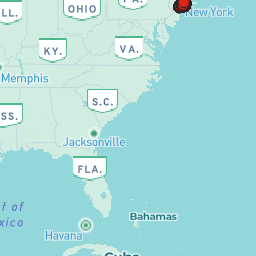 ILL.
OHIO
PA.
New York
KY.
VA.
Memphis
S.C.
SS.
Jacksonville
FLA.
f of
xico
Bahamas
Havana
Cuba